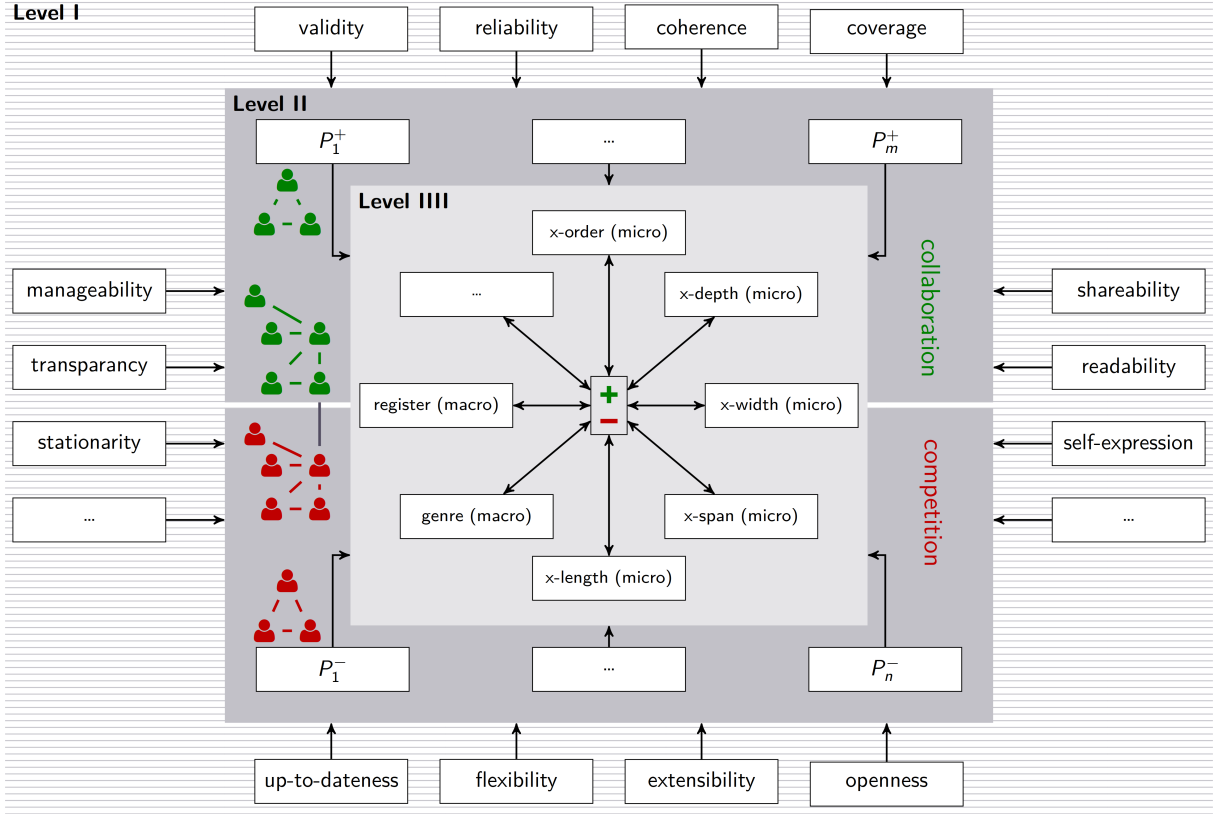 Level I
validity
reliability
coherence
coverage
Level II
P₁⁺
...
Pₘ⁺
Level IIII
x-order (micro)
...
x-depth (micro)
collaboration
manageability
shareability
transparancy
readability
register (macro)
+
−
x-width (micro)
stationarity
self-expression
competition
...
genre (macro)
x-span (micro)
...
x-length (micro)
P₁⁻
...
Pₙ⁻
up-to-dateness
flexibility
extensibility
openness